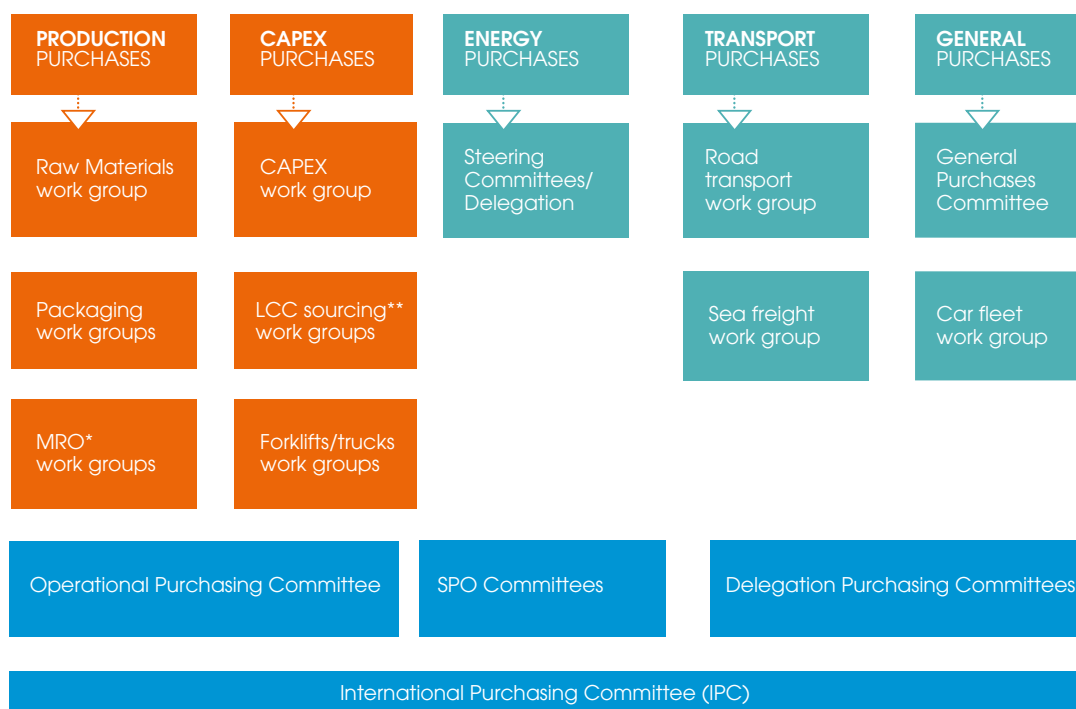 PRODUCTION
PURCHASES
CAPEX
PURCHASES
ENERGY
PURCHASES
TRANSPORT
PURCHASES
GENERAL
PURCHASES
Raw Materials
work group
CAPEX
work group
Steering
Committees/
Delegation
Road
transport
work group
General
Purchases
Committee
Packaging
work groups
LCC sourcing**
work groups
Sea freight
work group
Car fleet
work group
MRO*
work groups
Forklifts/trucks
work groups
Operational Purchasing Committee
SPO Committees
Delegation Purchasing Committees
International Purchasing Committee (IPC)